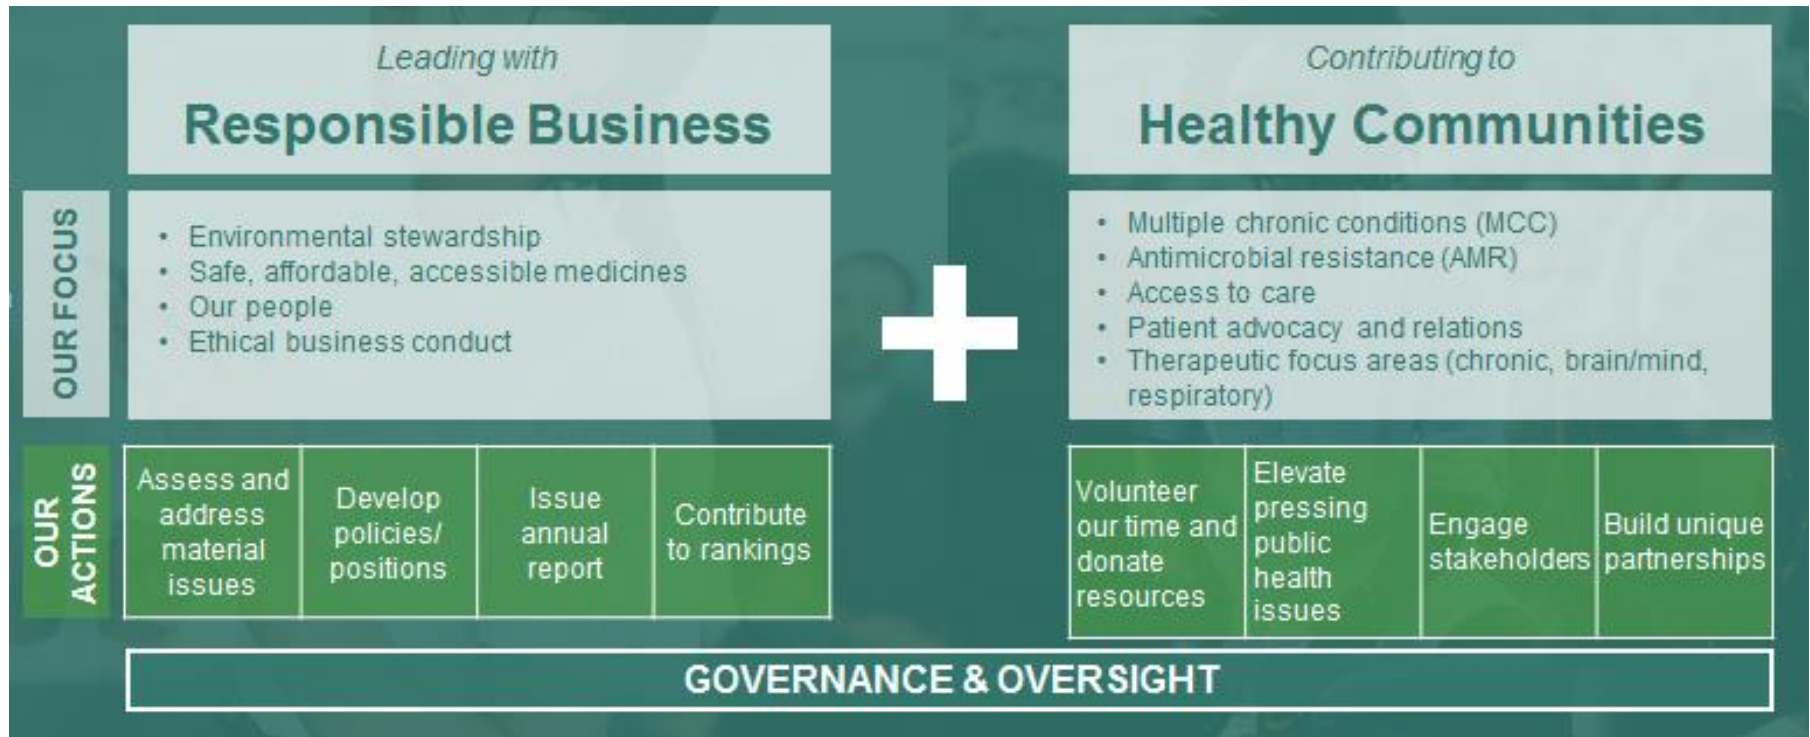 Leading with
Responsible Business
Contributing to
Healthy Communities
OUR FOCUS
• Environmental stewardship
• Safe, affordable, accessible medicines
• Our people
• Ethical business conduct
• Multiple chronic conditions (MCC)
• Antimicrobial resistance (AMR)
• Access to care
• Patient advocacy and relations
• Therapeutic focus areas (chronic, brain/mind,
respiratory)
OUR
ACTIONS
Assess and
address
material
issues
Develop
policies/
positions
Issue
annual
report
Contribute
to rankings
Volunteer
our time and
donate
resources
Elevate
pressing
public
health
issues
Engage
stakeholders
Build unique
partnerships
GOVERNANCE & OVERSIGHT